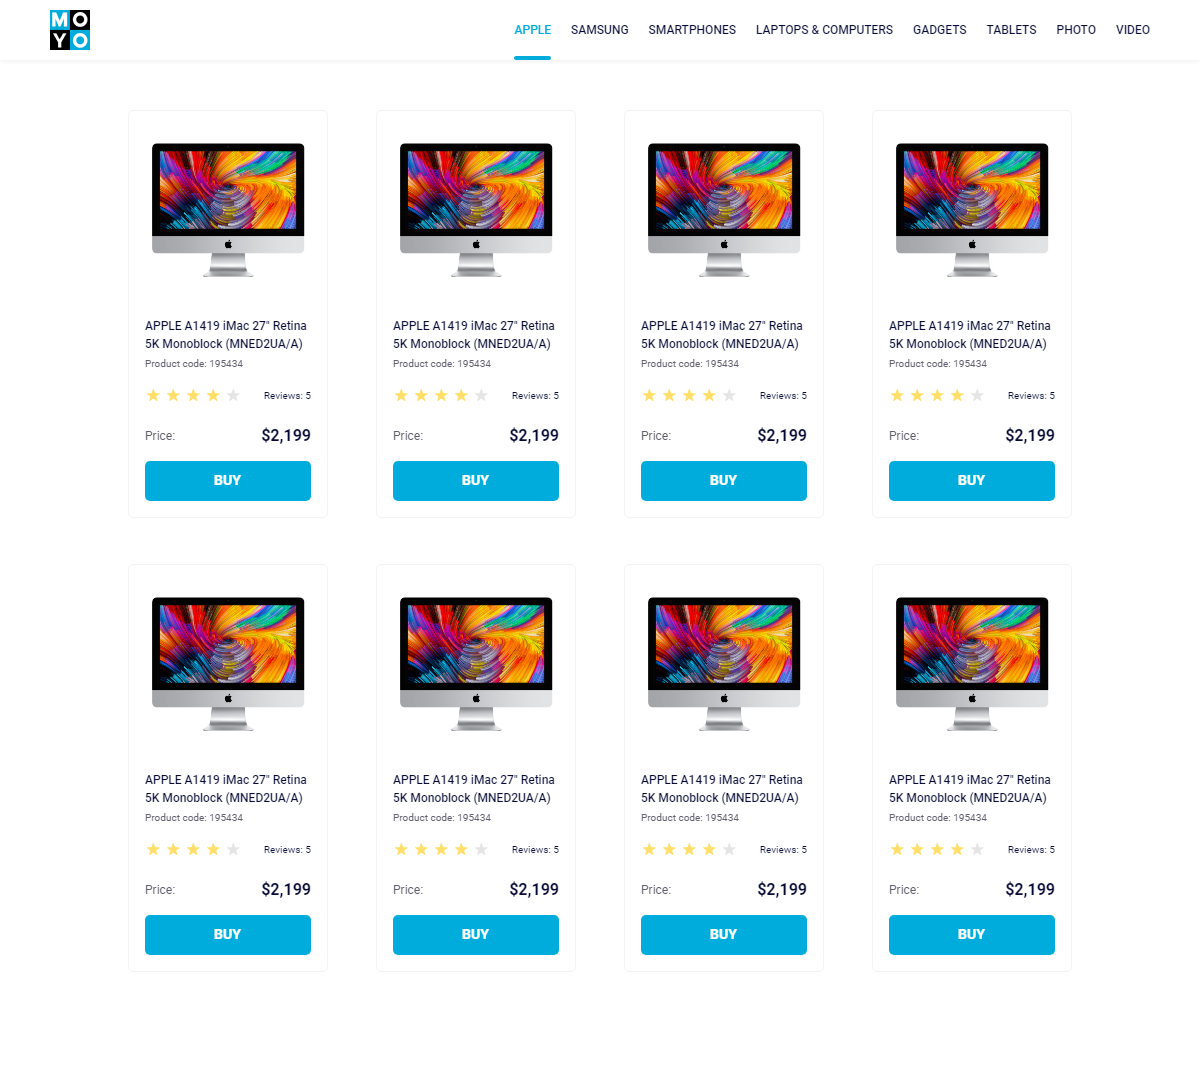 MO
YO
APPLE SAMSUNG SMARTPHONES LAPTOPS & COMPUTERS GADGETS TABLETS PHOTO VIDEO
APPLE A1419 iMac 27" Retina
5K Monoblock (MNED2UA/A)
Product code: 195434
Reviews: 5
Price: $2,199
BUY
APPLE A1419 iMac 27" Retina
5K Monoblock (MNED2UA/A)
Product code: 195434
Reviews: 5
Price: $2,199
BUY
APPLE A1419 iMac 27" Retina
5K Monoblock (MNED2UA/A)
Product code: 195434
Reviews: 5
Price: $2,199
BUY
APPLE A1419 iMac 27" Retina
5K Monoblock (MNED2UA/A)
Product code: 195434
Reviews: 5
Price: $2,199
BUY
APPLE A1419 iMac 27" Retina
5K Monoblock (MNED2UA/A)
Product code: 195434
Reviews: 5
Price: $2,199
BUY
APPLE A1419 iMac 27" Retina
5K Monoblock (MNED2UA/A)
Product code: 195434
Reviews: 5
Price: $2,199
BUY
APPLE A1419 iMac 27" Retina
5K Monoblock (MNED2UA/A)
Product code: 195434
Reviews: 5
Price: $2,199
BUY
APPLE A1419 iMac 27" Retina
5K Monoblock (MNED2UA/A)
Product code: 195434
Reviews: 5
Price: $2,199
BUY